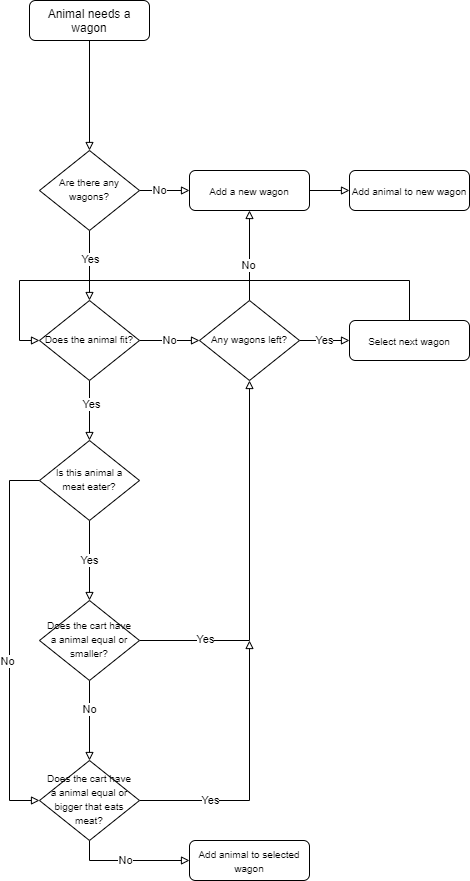 Animal needs a
wagon
Are there any
wagons?
No
Add a new wagon
Add animal to new wagon
Yes
No
Does the animal fit?
No
Any wagons left?
Yes
Select next wagon
Yes
Is this animal a
meat eater?
Yes
Does the cart have
a animal equal or
smaller?
Yes
No
No
Does the cart have
a animal equal or
bigger that eats
meat?
Yes
No
Add animal to selected
wagon